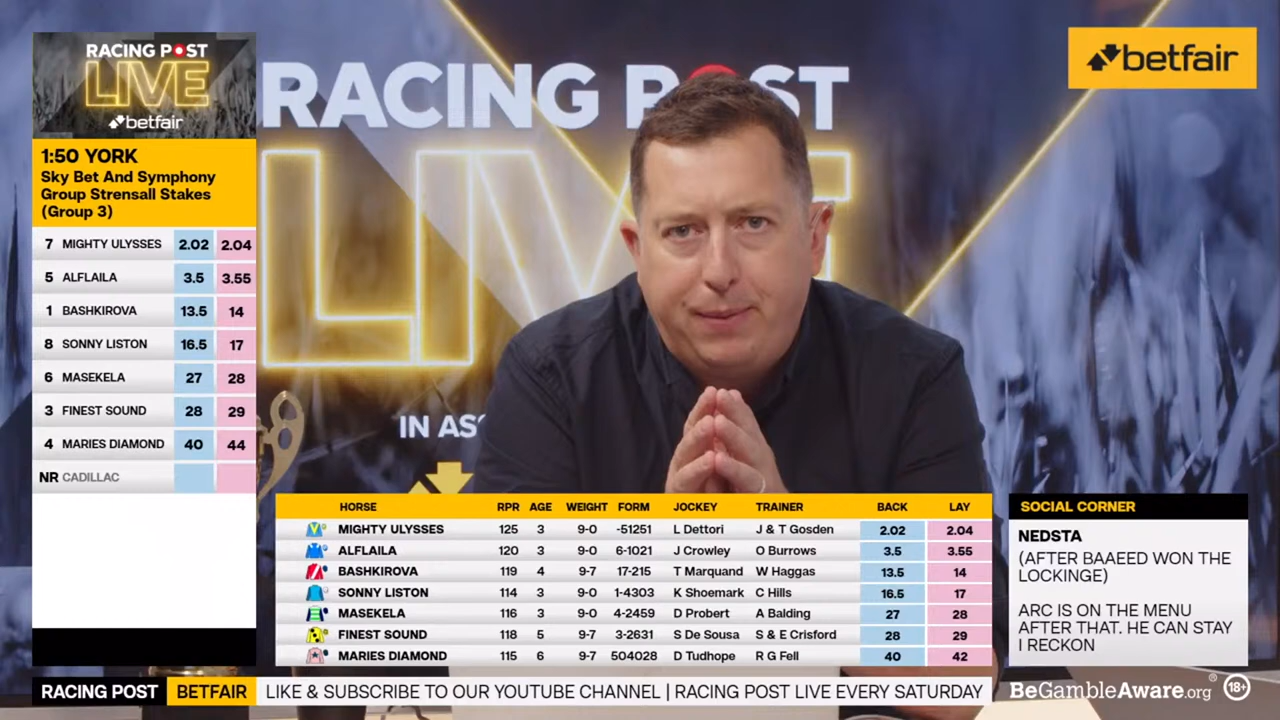 RACING POST
LIVE
betfair
1:50 YORK
Sky Bet And Symphony
Group Strensall Stakes
(Group 3)
7 MIGHTY ULYSSES 2.02 2.04
5 ALFLAILA 3.5 3.55
1 BASHKIROVA 13.5 14
8 SONNY LISTON 16.5 17
6 MASEKELA 27 28
3 FINEST SOUND 28 29
4 MARIES DIAMOND 40 44
NR CADILLAC
RACING POST
LIVE
IN ASS
betfair
HORSE RPR AGE WEIGHT FORM JOCKEY TRAINER BACK LAY
MIGHTY ULYSSES 125 3 9-0 -51251 L Dettori J & T Gosden 2.02 2.04
ALFLAILA 120 3 9-0 6-1021 J Crowley O Burrows 3.5 3.55
BASHKIROVA 119 4 9-7 17-215 T Marquand W Haggas 13.5 14
SONNY LISTON 114 3 9-0 1-4303 K Shoemark C Hills 16.5 17
MASEKELA 116 3 9-0 4-2459 D Probert A Balding 27 28
FINEST SOUND 118 5 9-7 3-2631 S De Sousa S & E Crisford 28 29
MARIES DIAMOND 115 6 9-7 504028 D Tudhope R G Fell 40 42
SOCIAL CORNER
NEDSTA
(AFTER BAAEED WON THE
LOCKINGE)
ARC IS ON THE MENU
AFTER THAT. HE CAN STAY
I RECKON
RACING POST BETFAIR LIKE & SUBSCRIBE TO OUR YOUTUBE CHANNEL | RACING POST LIVE EVERY SATURDAY
BeGambleAware.org® 18+